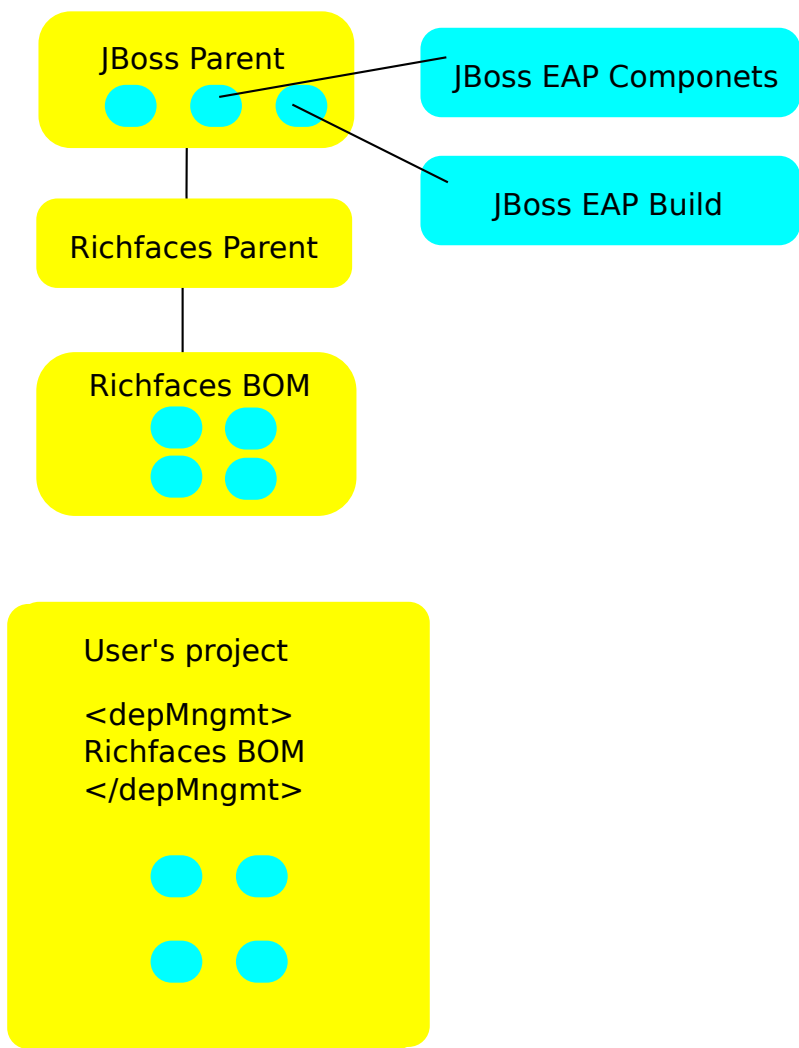 JBoss Parent
JBoss EAP Componets
JBoss EAP Build
Richfaces Parent
Richfaces BOM
User's project
<depMngmt>
Richfaces BOM
</depMngmt>